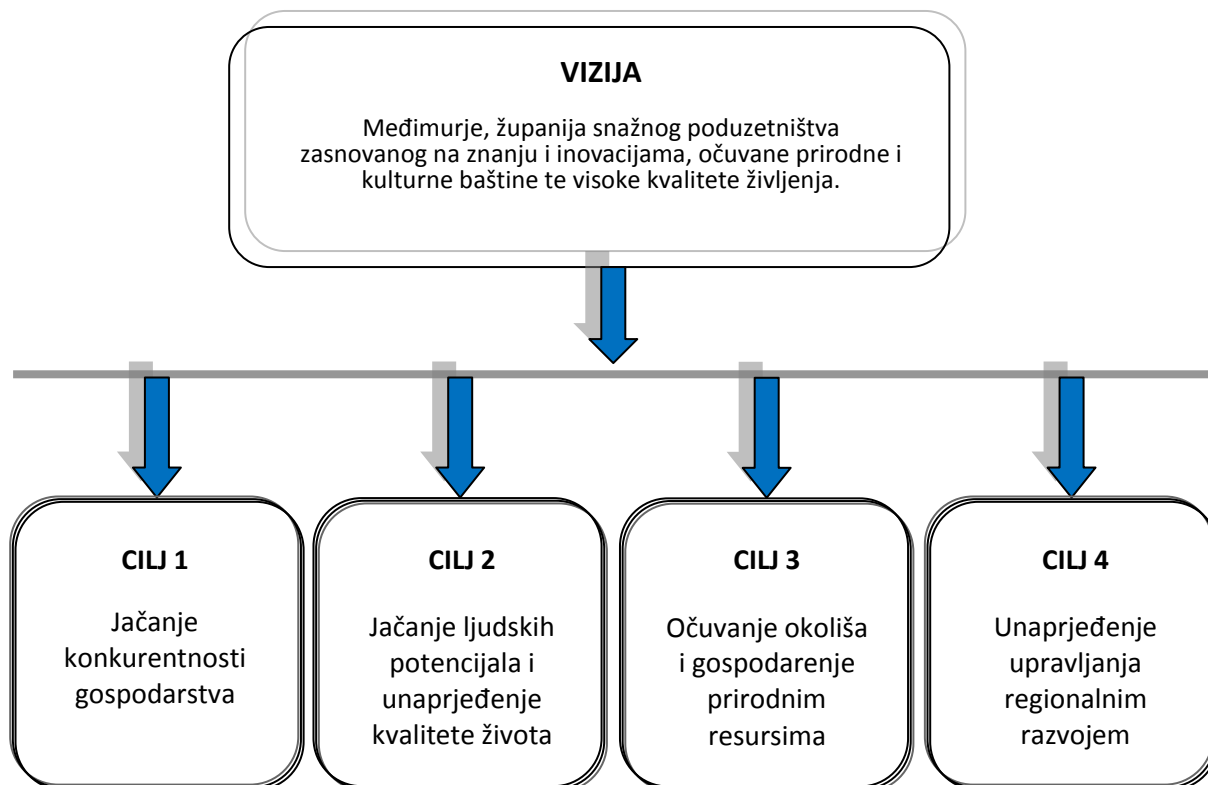 VIZIJA
Međimurje, županija snažnog poduzetništva
zasnovanog na znanju i inovacijama, očuvane prirodne i
kulturne baštine te visoke kvalitete življenja.
CILJ 1
Jačanje
konkurentnosti
gospodarstva
CILJ 2
Jačanje ljudskih
potencijala i
unaprjeđenje
kvalitete života
CILJ 3
Očuvanje okoliša
i gospodarenje
prirodnim
resursima
CILJ 4
Unaprjeđenje
upravljanja
regionalnim
razvojem